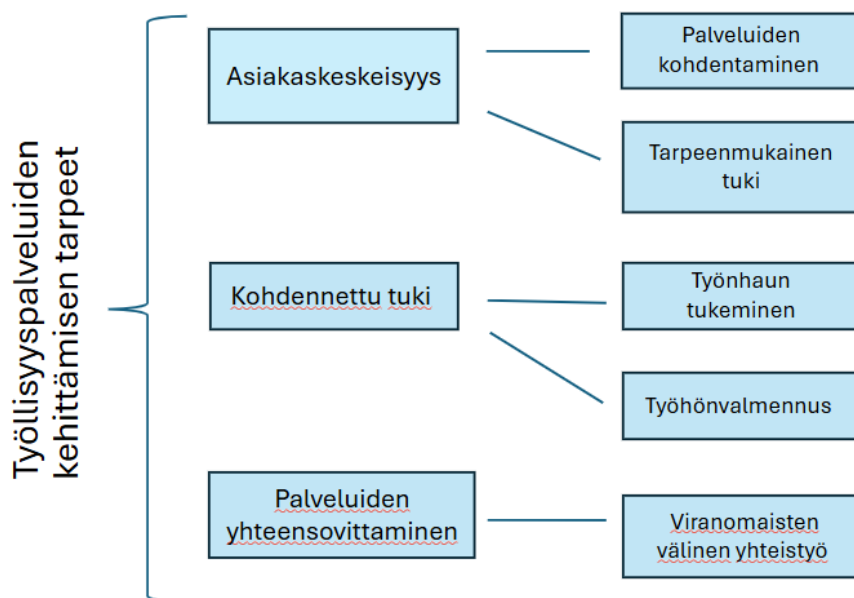 Työllisyyspalveluiden
kehittämisen tarpeet
Asiakaskeskeisyys
Palveluiden
kohdentaminen
Tarpeenmukainen
tuki
Kohdennettu tuki
Työnhaun
tukeminen
Työhönvalmennus
Palveluiden
yhteensovittaminen
Viranomaisten
välinen yhteistyö